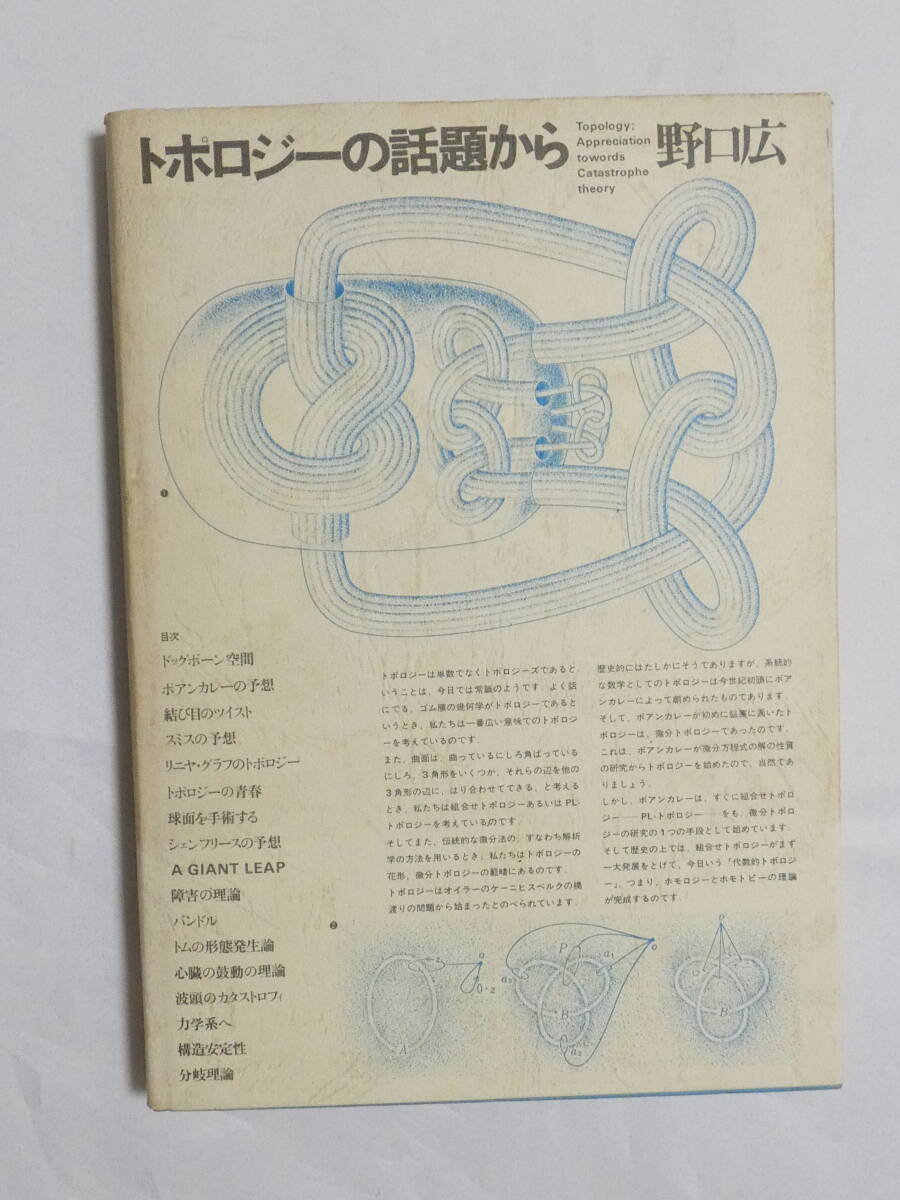 トポロジーの話題から
Topology;
Appreciation
towords
Catastrophe
theory
野口広
❶
目次
ドッグボーン空間
ポアンカレーの予想
結び目のツイスト
スミスの予想
リニヤ・グラフのトポロジー
トポロジーの青春
球面を手術する
シェンフリースの予想
A GIANT LEAP
障害の理論
バンドル
トムの形態発生論
心臓の鼓動の理論
波頭のカタストロフィ
力学系へ
構造安定性
分岐理論
トポロジーは単数でなくトポロジーズであると
いうことは、今日では常識のようです。よく話
にでる、ゴム膜の幾何学がトポロジーであると
いうとき、私たちは一番広い意味でのトポロジ
ーを考えているのです。
また、曲面は、曲っているにしろ角ばっている
にしろ、3角形をいくつか、それらの辺を他の
3角形の辺に、はり合わせてできる、と考える
とき、私たちは組合せトポロジーあるいはPL-
トポロジーを考えているのです。
そしてまた、伝統的な微分法の、すなわち解析
学の方法を用いるとき、私たちはトポロジーの
花形、微分トポロジーの範疇にあるのです。
トポロジーはオイラーのケーニヒスベルクの橋
渡りの問題から始まったとのべられています。
歴史的にはたしかにそうでありますが、系統的
な数学としてのトポロジーは今世紀初頭にポア
ンカレーによって創められたものであります。
そして、ポアンカレーが初めに脳裏に画いたト
ポロジーは、微分トポロジーであったのです。
これは、ポアンカレーが微分方程式の解の性質
の研究からトポロジーを始めたので、当然であ
りましょう。
しかし、ポアンカレーは、すぐに組合せトポロ
ジー――PL-トポロジー――をも、微分トポロ
ジーの研究の1つの手段として始めています。
そして歴史の上では、組合せトポロジーがまず
一大発展をとげて、今日いう「代数的トポロジ
ー」、つまり、ホモロジーとホモトピーの理論
が完成するのです。
❷
z
o
0·z
A
P
a₁
a₃
B
a₂
o
o
B